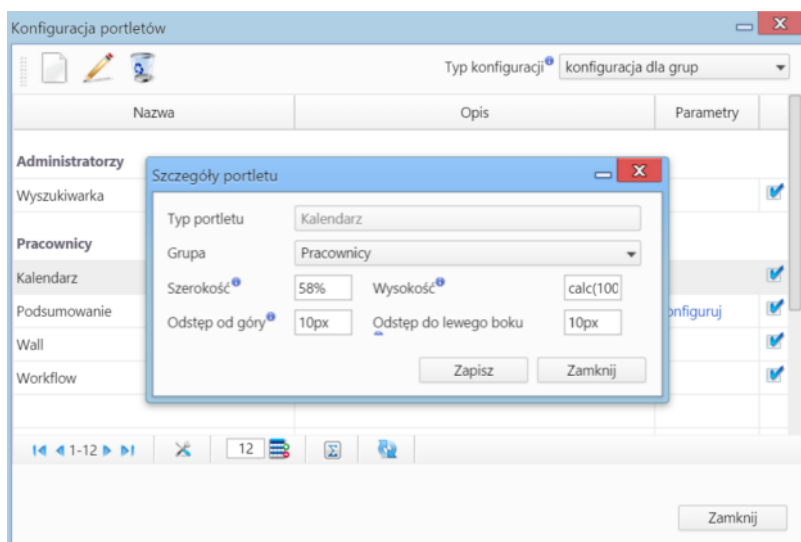 Konfiguracja portletów
Typ konfiguracji konfiguracja dla grup
Nazwa Opis Parametry
Administratorzy
Wyszukiwarka
Pracownicy
Kalendarz
Podsumowanie onfiguruj
Wall
Workflow
Szczegóły portletu
Typ portletu Kalendarz
Grupa Pracownicy
Szerokość 58% Wysokość calc(100
Odstęp od góry 10px Odstęp do lewego boku 10px
Zapisz Zamknij
1-12 12
Zamknij